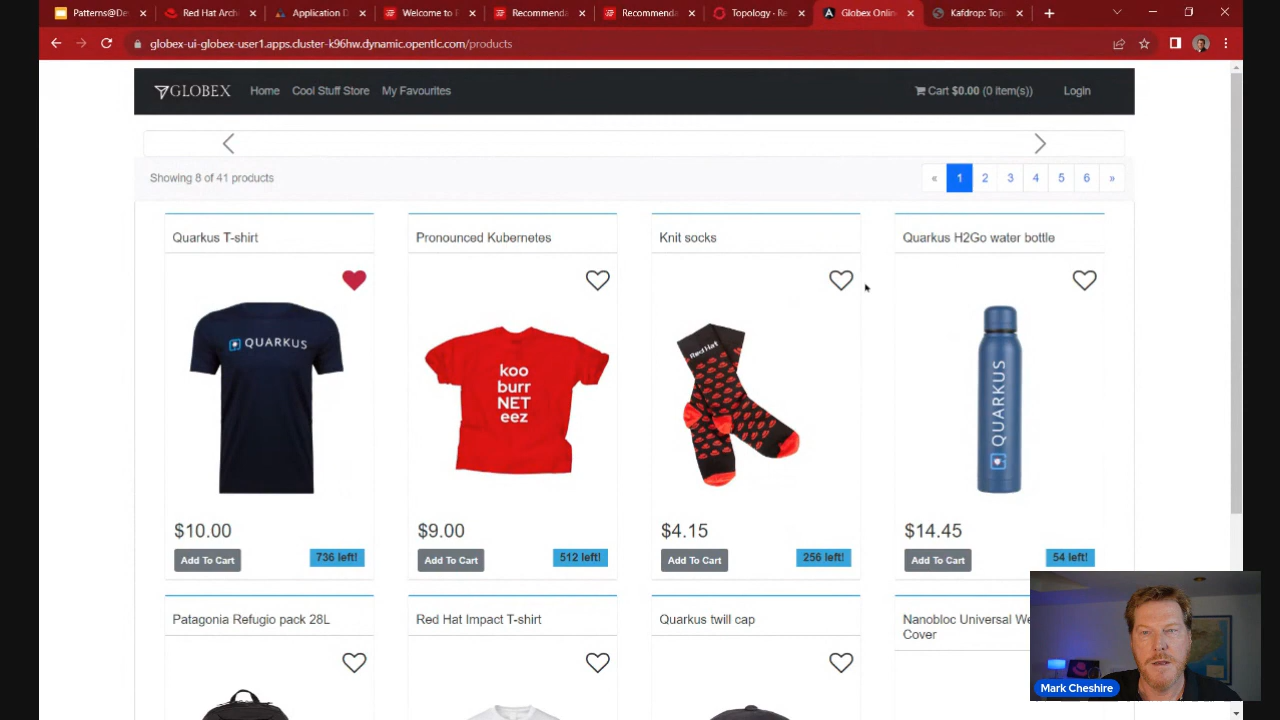 Patterns@De
Red Hat Arch
Application D
Welcome to
Recommenda
Recommenda
Topology - Re
Globex Onlin
Kafdrop: Top
globex-ui-globex-user1.apps.cluster-k96hw.dynamic.opentlc.com/products
GLOBEX Home Cool Stuff Store My Favourites Cart $0.00 (0 item(s)) Login
Showing 8 of 41 products
« 1 2 3 4 5 6 »
Quarkus T-shirt
Pronounced Kubernetes
Knit socks
Quarkus H2Go water bottle
QUARKUS
koo
burr
NET
eez
Red Hat
QUARKUS
$10.00
$9.00
$4.15
$14.45
Add To Cart 736 left!
Add To Cart 512 left!
Add To Cart 256 left!
Add To Cart 54 left!
Patagonia Refugio pack 28L
Red Hat Impact T-shirt
Quarkus twill cap
Nanobloc Universal We
Cover
Mark Cheshire